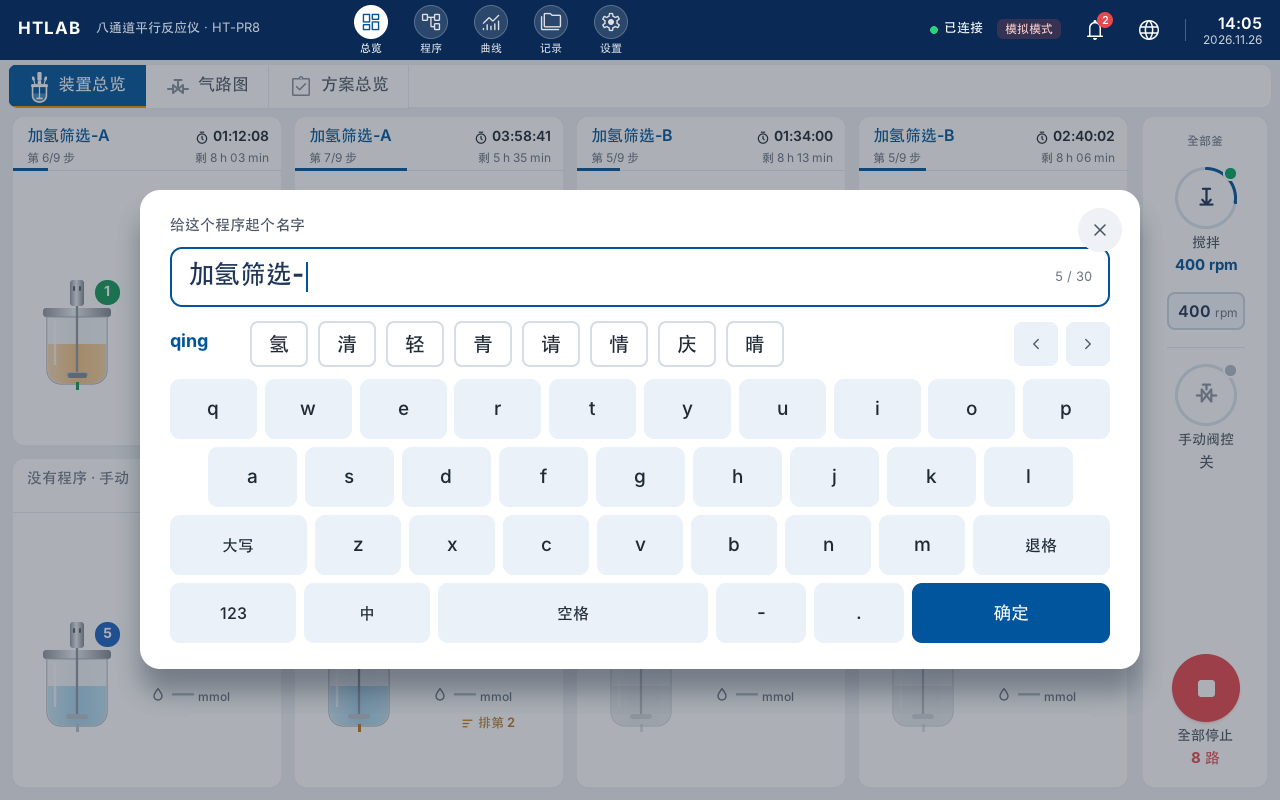 HTLAB 八通道平行反应仪 · HT-PR8
总览 程序 曲线 记录 设置
已连接 模拟模式 2 14:05
2026.11.26
装置总览 气路图 方案总览
加氢筛选-A 01:12:08
第 6/9 步 剩 8 h 03 min
加氢筛选-A 03:58:41
第 7/9 步 剩 5 h 35 min
加氢筛选-B 01:34:00
第 5/9 步 剩 8 h 13 min
加氢筛选-B 02:40:02
第 5/9 步 剩 8 h 06 min
全部釜
搅拌
400 rpm
400 rpm
手动阀控
关
全部停止
8 路
1
没有程序 · 手动
5
mmol
mmol
排第 2
mmol
mmol
给这个程序起个名字
加氢筛选-
5 / 30
qing 氢 清 轻 青 请 情 庆 晴
q w e r t y u i o p
a s d f g h j k l
大写 z x c v b n m 退格
123 中 空格 - . 确定